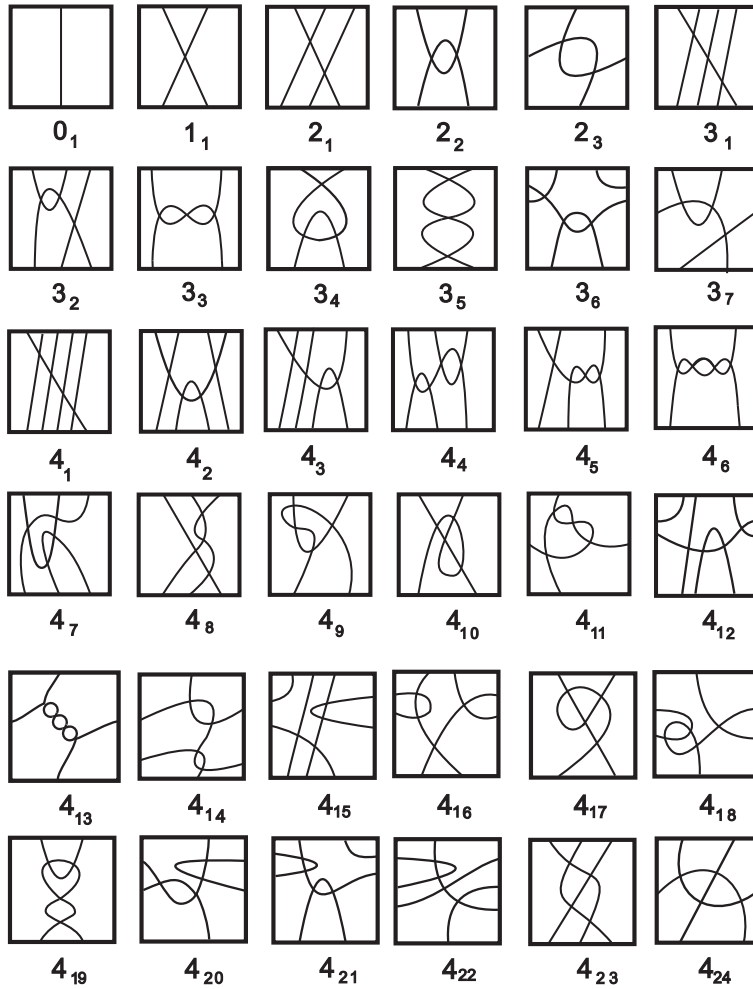 0₁ 1₁ 2₁ 2₂ 2₃ 3₁
3₂ 3₃ 3₄ 3₅ 3₆ 3₇
4₁ 4₂ 4₃ 4₄ 4₅ 4₆
4₇ 4₈ 4₉ 4₁₀ 4₁₁ 4₁₂
4₁₃ 4₁₄ 4₁₅ 4₁₆ 4₁₇ 4₁₈
4₁₉ 4₂₀ 4₂₁ 4₂₂ 4₂₃ 4₂₄